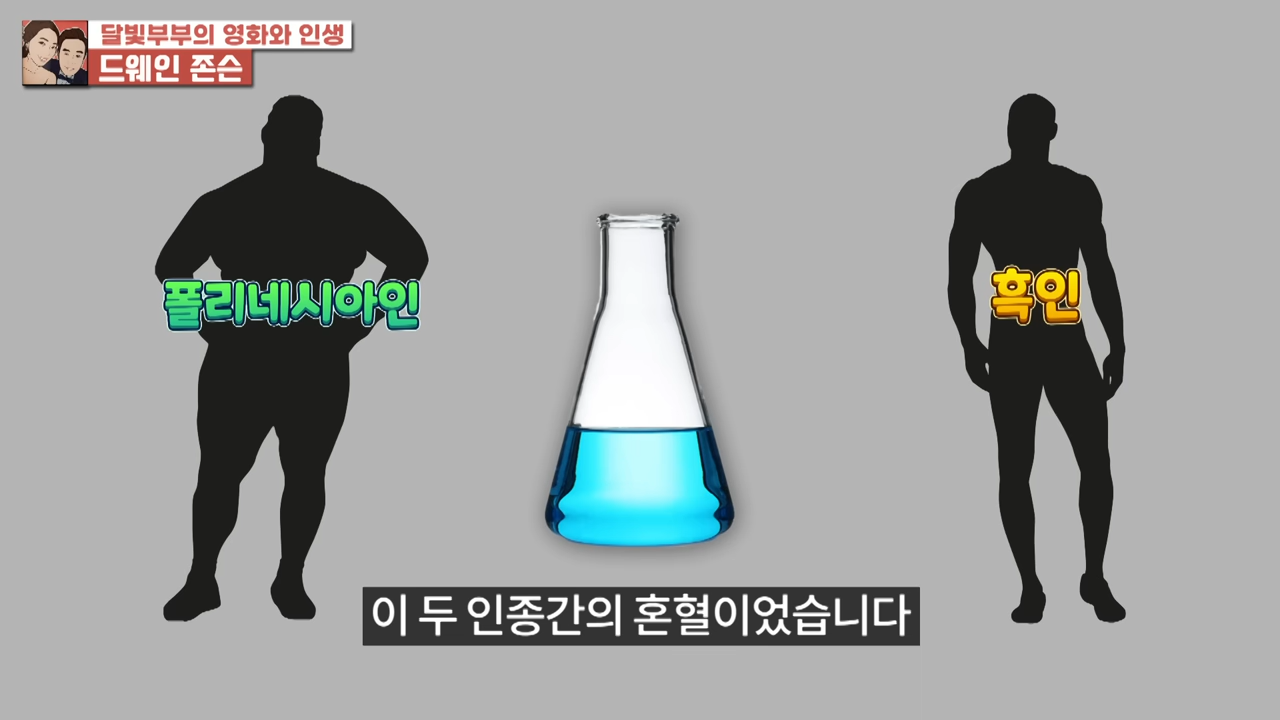 달빛부부의 영화와 인생
드웨인 존슨
폴리네시아인
흑인
이 두 인종간의 혼혈이었습니다